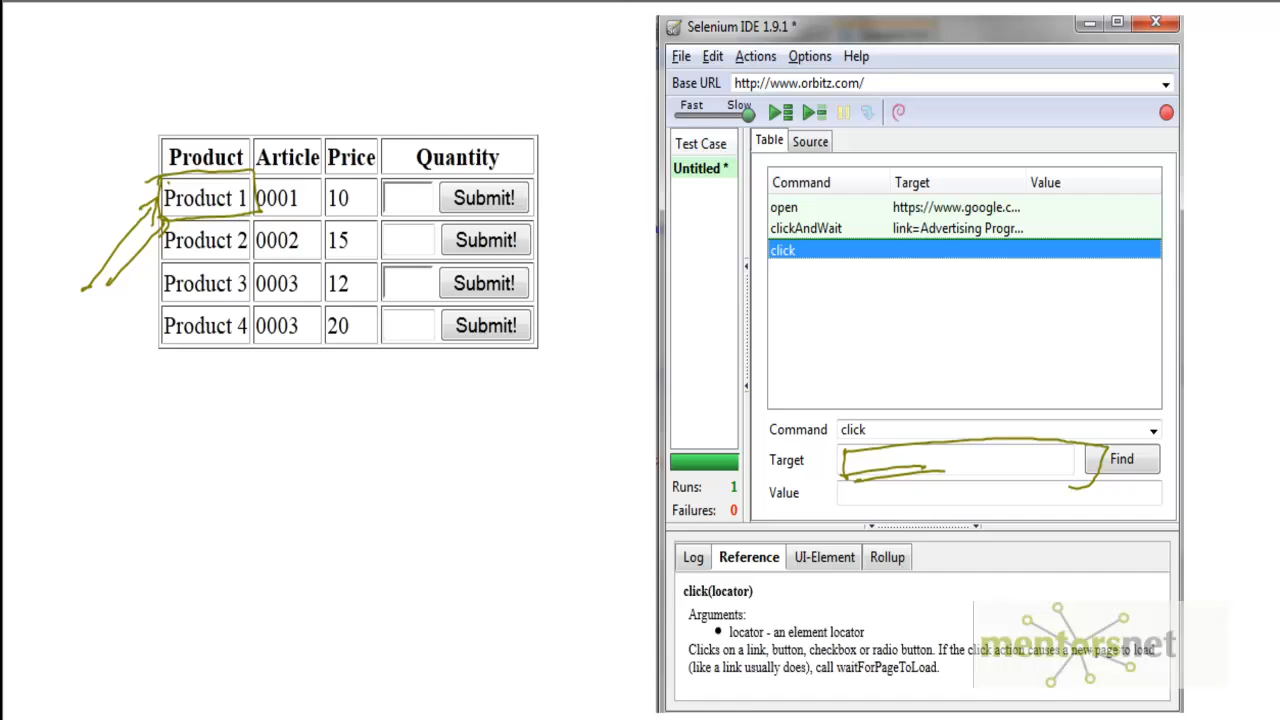 Product Article Price Quantity
Product 1 0001 10 Submit!
Product 2 0002 15 Submit!
Product 3 0003 12 Submit!
Product 4 0003 20 Submit!
Selenium IDE 1.9.1 *
File Edit Actions Options Help
Base URL http://www.orbitz.com/
Fast Slow
Test Case
Untitled *
Runs: 1
Failures: 0
Table Source
Command Target Value
open https://www.google.c...
clickAndWait link=Advertising Progr...
click
Command click
Target Find
Value
Log Reference UI-Element Rollup
click(locator)
Arguments:
locator - an element locator
Clicks on a link, button, checkbox or radio button. If the click action causes a new page to load
(like a link usually does), call waitForPageToLoad.
mentorsnet